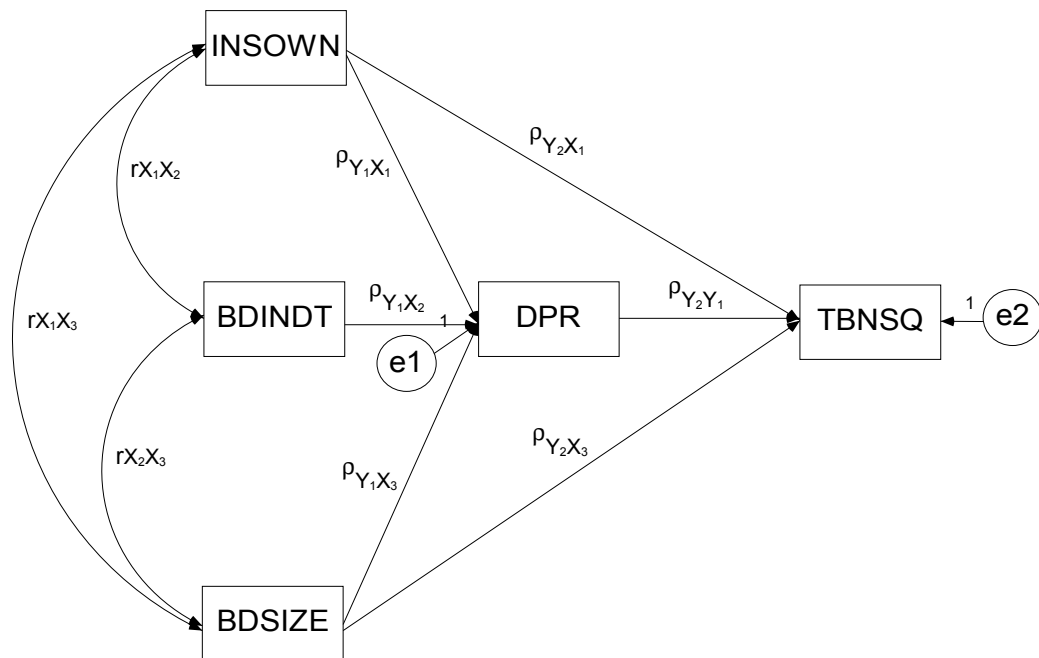 INSOWN
ρY₂X₁
ρY₁X₁
rX₁X₂
ρY₁X₂
ρY₂Y₁
BDINDT
1
DPR
TBNSQ
1
e2
e1
rX₁X₃
rX₂X₃
ρY₁X₃
ρY₂X₃
BDSIZE